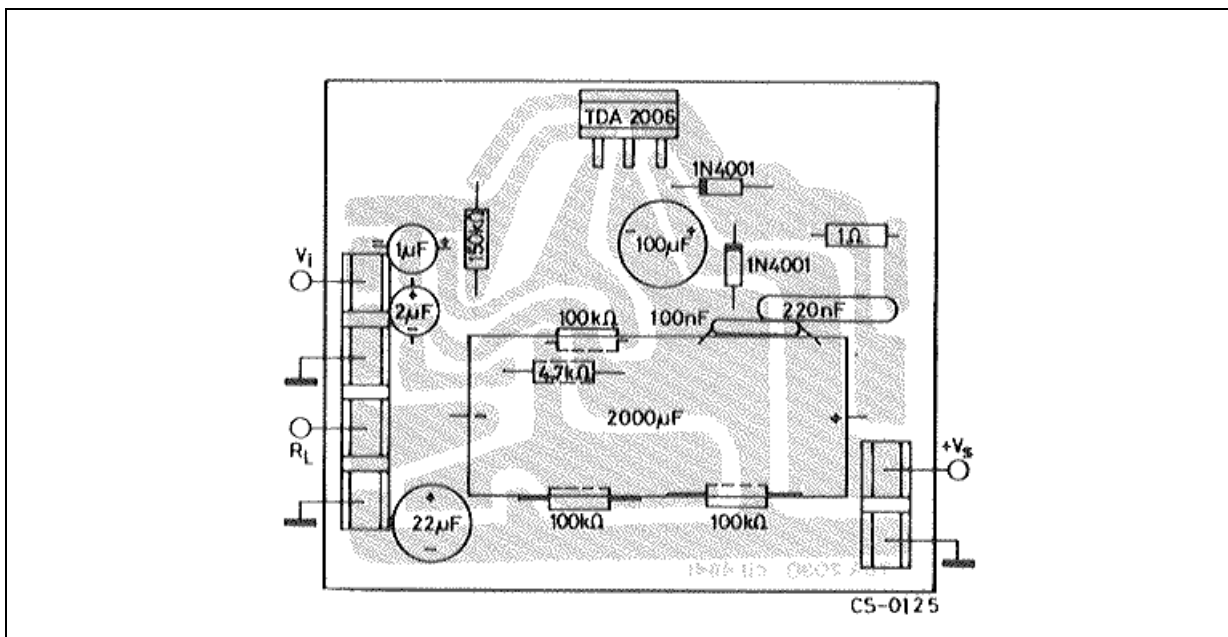 TDA 2006
1N4001
150kΩ
1µF
- 100µF +
1Ω
Vi
1N4001
+
2µF
-
100kΩ
100nF
220nF
4,7kΩ
2000µF
RL
+Vs
+
22µF
-
100kΩ
100kΩ
CS-0125